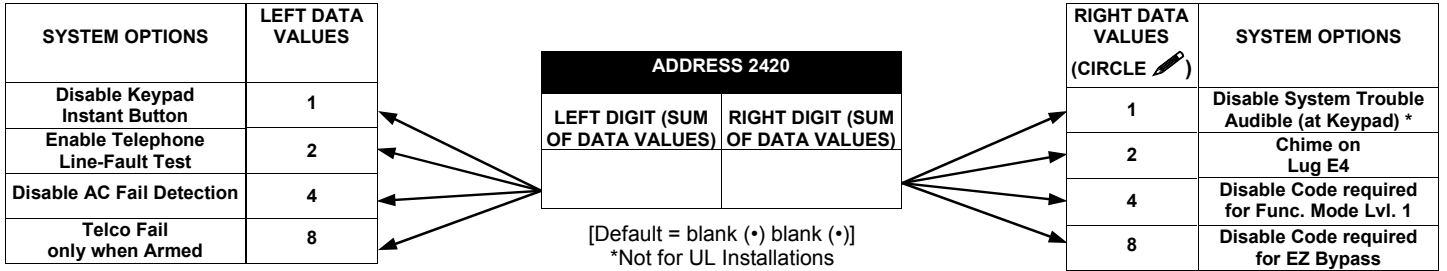 SYSTEM OPTIONS
LEFT DATA
VALUES
Disable Keypad
Instant Button
1
Enable Telephone
Line-Fault Test
2
Disable AC Fail Detection
4
Telco Fail
only when Armed
8
ADDRESS 2420
LEFT DIGIT (SUM
OF DATA VALUES)
RIGHT DIGIT (SUM
OF DATA VALUES)
[Default = blank (•) blank (•)]
*Not for UL Installations
RIGHT DATA
VALUES
(CIRCLE )
SYSTEM OPTIONS
1
Disable System Trouble
Audible (at Keypad) *
2
Chime on
Lug E4
4
Disable Code required
for Func. Mode Lvl. 1
8
Disable Code required
for EZ Bypass